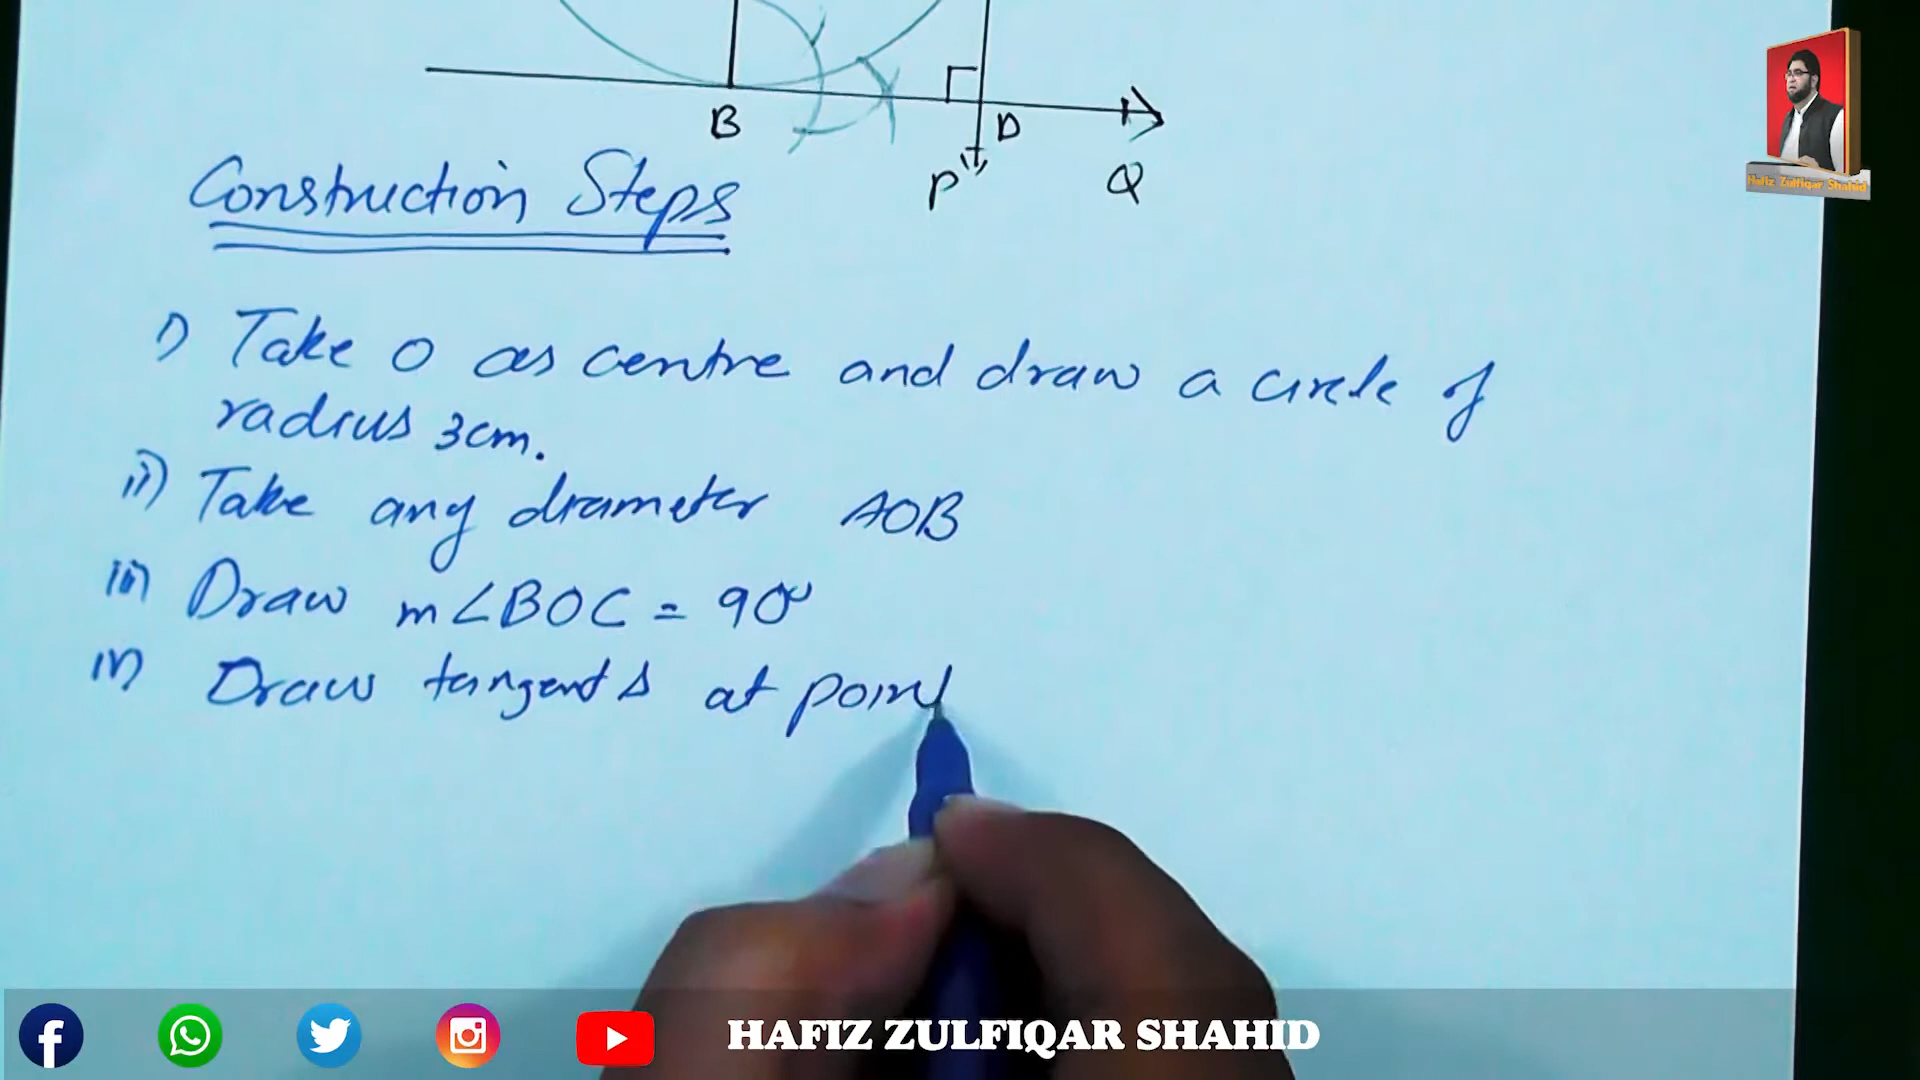 B
D
P
Q
Hafiz Zulfiqar Shahid
Construction Steps
i) Take O as centre and draw a circle of
radius 3cm.
ii) Take any diameter AOB
iii) Draw m∠BOC = 90°
iv) Draw tangents at point
HAFIZ ZULFIQAR SHAHID